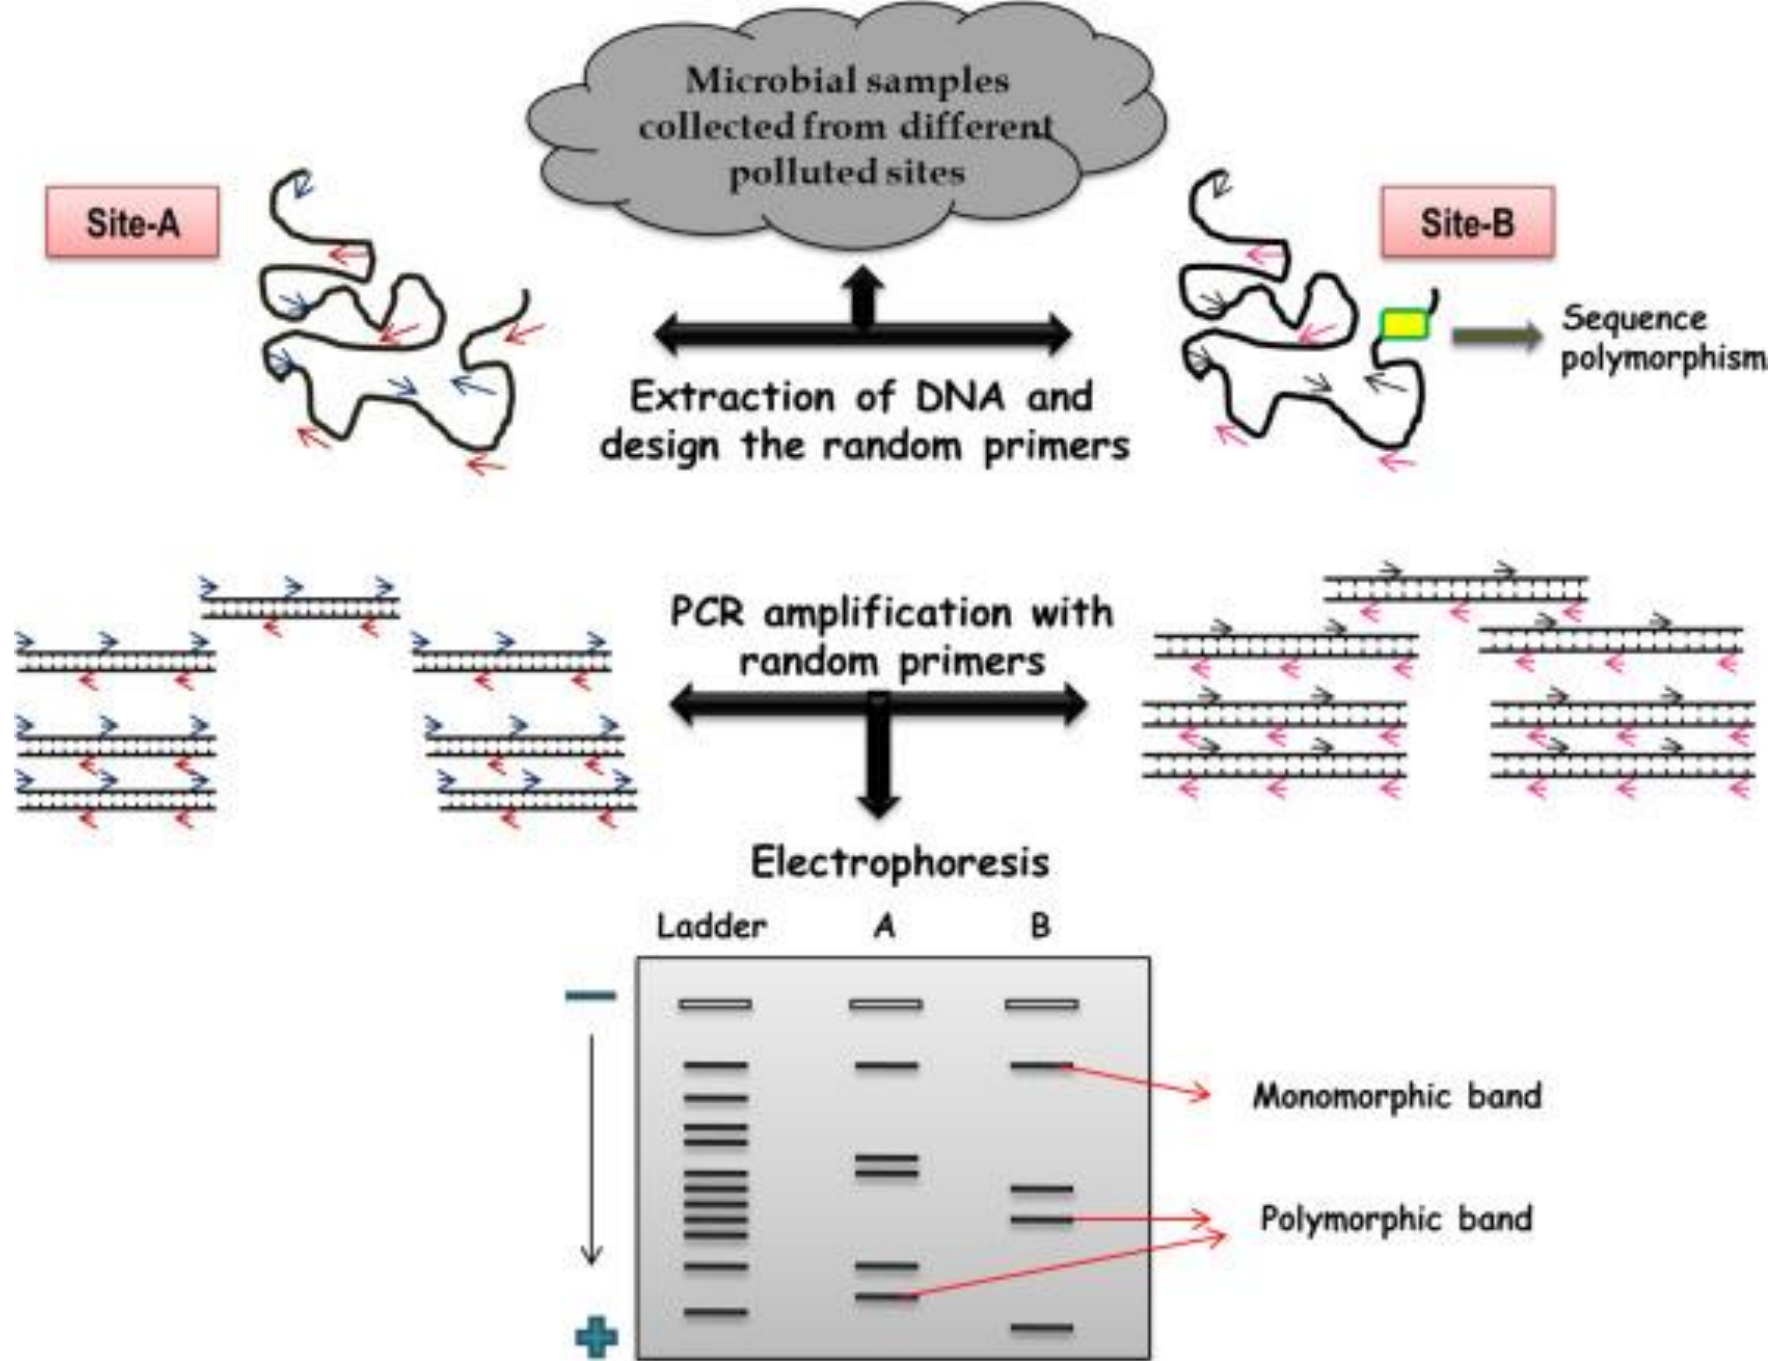 Microbial samples
collected from different
polluted sites
Site-A
Site-B
Sequence
polymorphism
Extraction of DNA and
design the random primers
PCR amplification with
random primers
Electrophoresis
Ladder
A
B
Monomorphic band
Polymorphic band